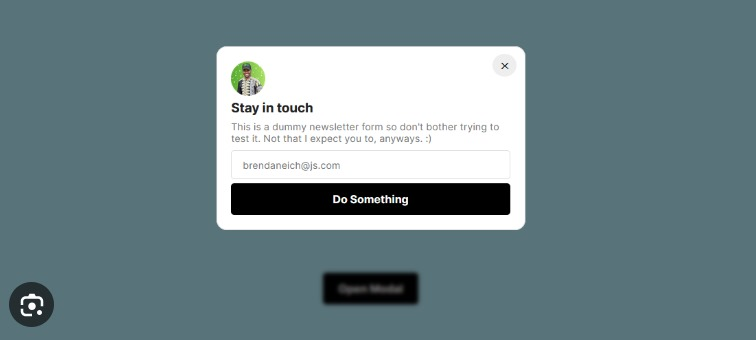 Stay in touch
This is a dummy newsletter form so don't bother trying to
test it. Not that I expect you to, anyways. :)
brendaneich@js.com
Do Something
Open Modal